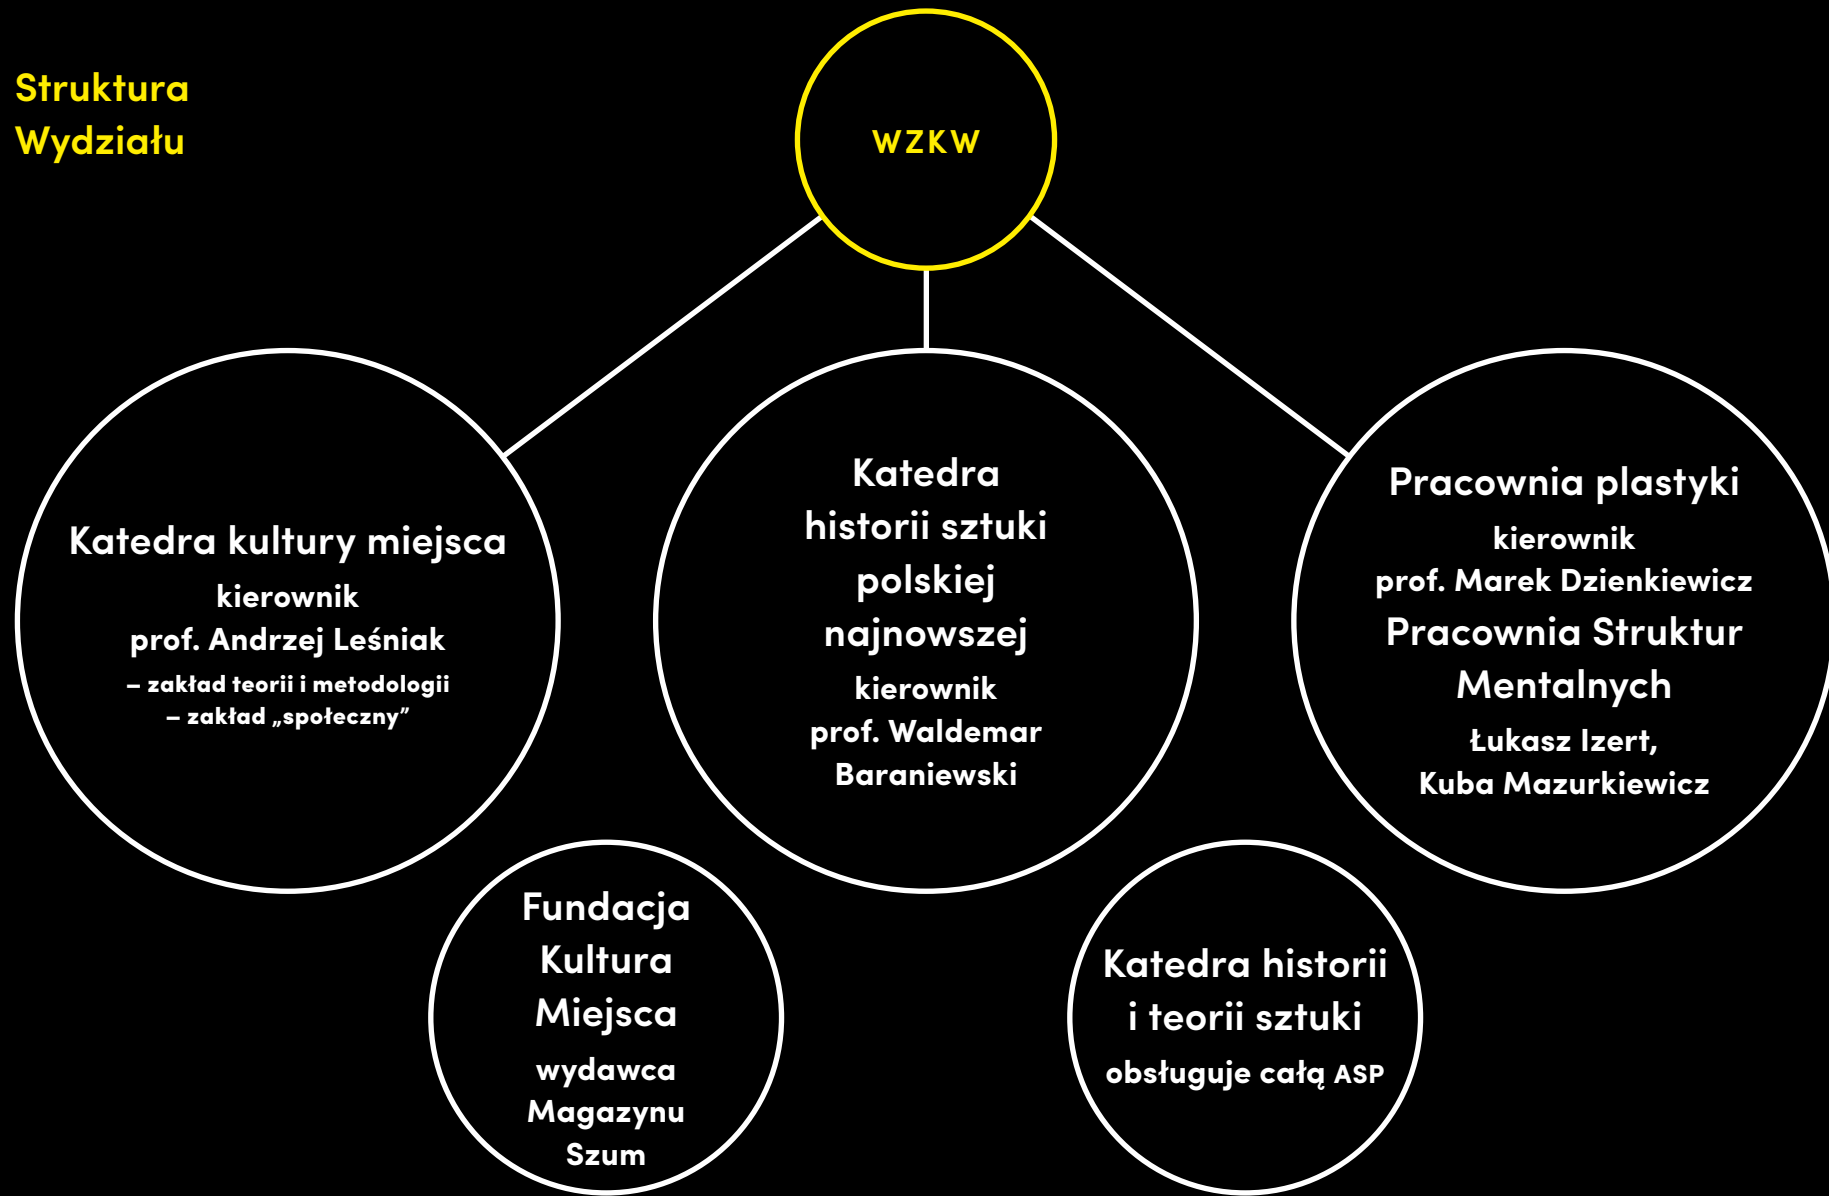 Struktura
Wydziału
WZKW
Katedra kultury miejsca
kierownik
prof. Andrzej Leśniak
– zakład teorii i metodologii
– zakład „społeczny”
Katedra
historii sztuki
polskiej
najnowszej
kierownik
prof. Waldemar
Baraniewski
Pracownia plastyki
kierownik
prof. Marek Dzienkiewicz
Pracownia Struktur
Mentalnych
Łukasz Izert,
Kuba Mazurkiewicz
Fundacja
Kultura
Miejsca
wydawca
Magazynu
Szum
Katedra historii
i teorii sztuki
obsługuje całą ASP